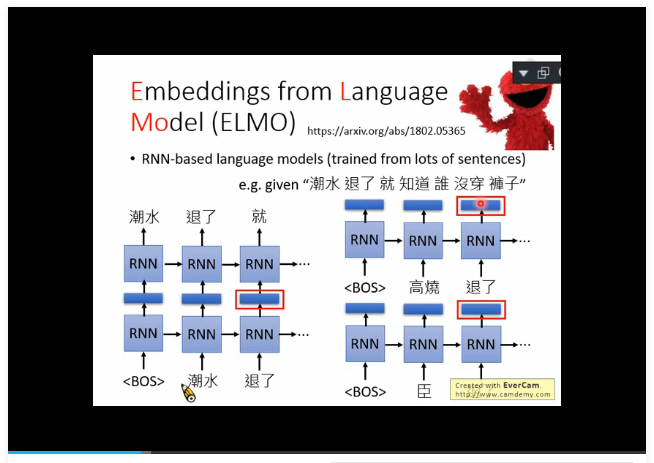 Embeddings from Language
Model (ELMO) https://arxiv.org/abs/1802.05365
• RNN-based language models (trained from lots of sentences)
e.g. given “潮水 退了 就 知道 誰 沒穿 褲子”
潮水 退了 就
RNN RNN RNN ...
RNN RNN RNN ...
<BOS> 潮水 退了
RNN RNN RNN ...
<BOS> 高燒 退了
RNN RNN RNN ...
<BOS> 臣
Created with EverCam.
http://www.camdemy.com